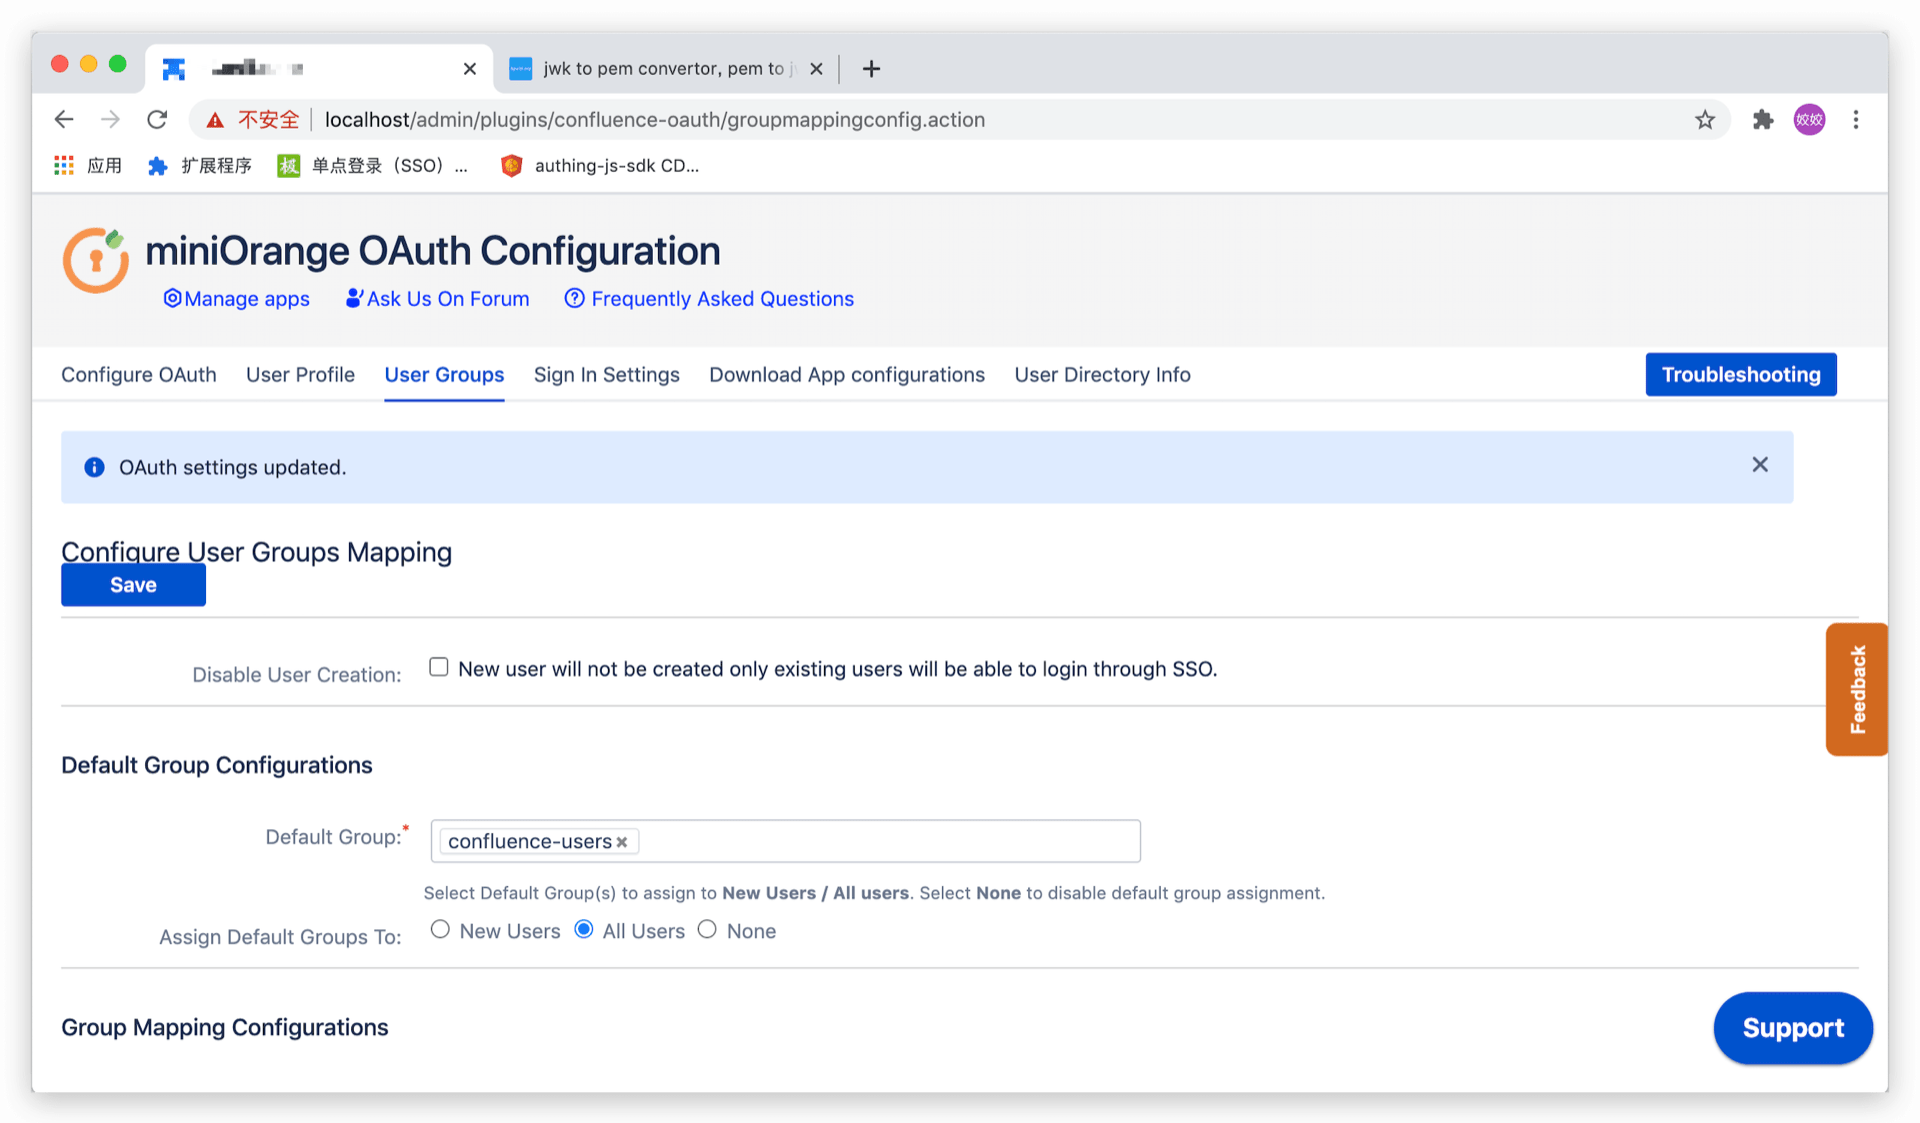 jwk to pem convertor, pem to j
不安全 localhost/admin/plugins/confluence-oauth/groupmappingconfig.action 姣姣
应用 扩展程序 极 单点登录（SSO） ... authing-js-sdk CD...
miniOrange OAuth Configuration
Manage apps Ask Us On Forum Frequently Asked Questions
Configure OAuth User Profile User Groups Sign In Settings Download App configurations User Directory Info Troubleshooting
OAuth settings updated.
Configure User Groups Mapping
Save
Disable User Creation: New user will not be created only existing users will be able to login through SSO.
Feedback
Default Group Configurations
Default Group:* confluence-users
Select Default Group(s) to assign to New Users / All users. Select None to disable default group assignment.
Assign Default Groups To: New Users All Users None
Group Mapping Configurations
Support